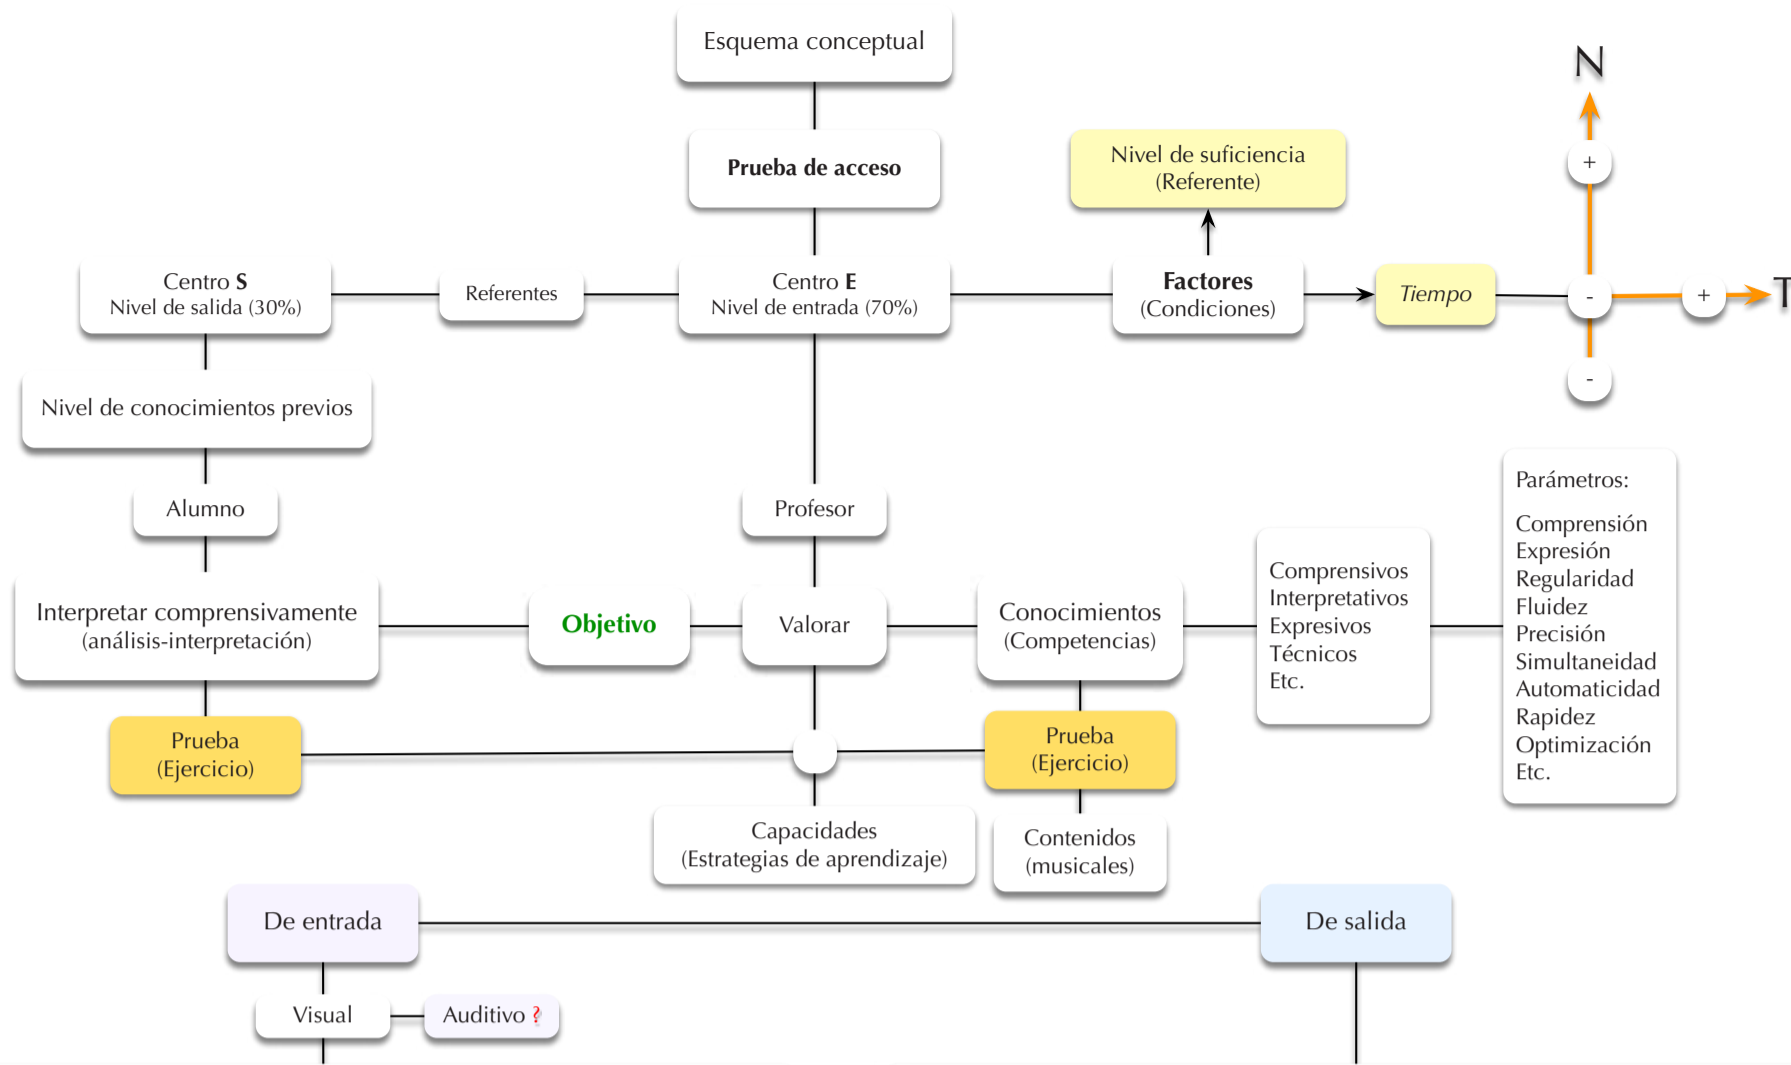 Esquema conceptual
N
Prueba de acceso
Nivel de suficiencia
(Referente)
+
Centro S
Nivel de salida (30%)
Referentes
Centro E
Nivel de entrada (70%)
Factores
(Condiciones)
Tiempo
-
+
T
-
Nivel de conocimientos previos
Alumno
Profesor
Interpretar comprensivamente
(análisis-interpretación)
Objetivo
Valorar
Conocimientos
(Competencias)
Comprensivos
Interpretativos
Expresivos
Técnicos
Etc.
Parámetros:
Comprensión
Expresión
Regularidad
Fluidez
Precisión
Simultaneidad
Automaticidad
Rapidez
Optimización
Etc.
Prueba
(Ejercicio)
Prueba
(Ejercicio)
Capacidades
(Estrategias de aprendizaje)
Contenidos
(musicales)
De entrada
De salida
Visual
Auditivo ?